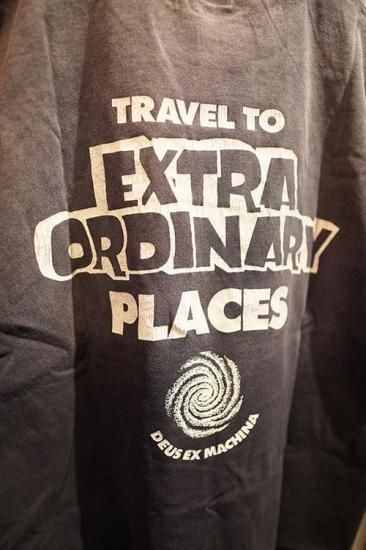 TRAVEL TO
EXTRA
ORDINARY
PLACES
DEUS EX MACHINA